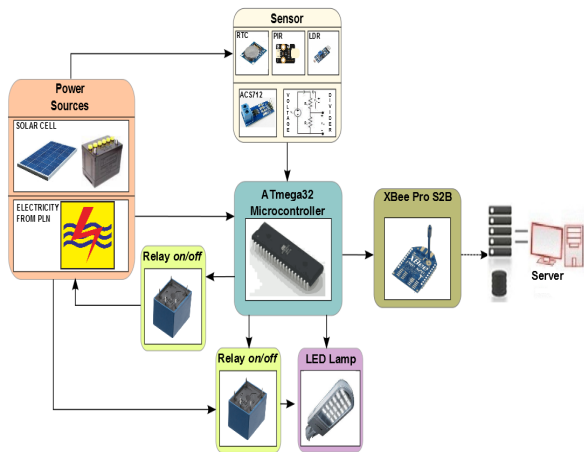 Sensor
RTC
PIR
LDR
ACS712
VOLTAGE
DIVIDER
Power
Sources
SOLAR CELL
ELECTRICITY
FROM PLN
ATmega32
Microcontroller
XBee Pro S2B
Server
Relay on/off
Relay on/off
LED Lamp